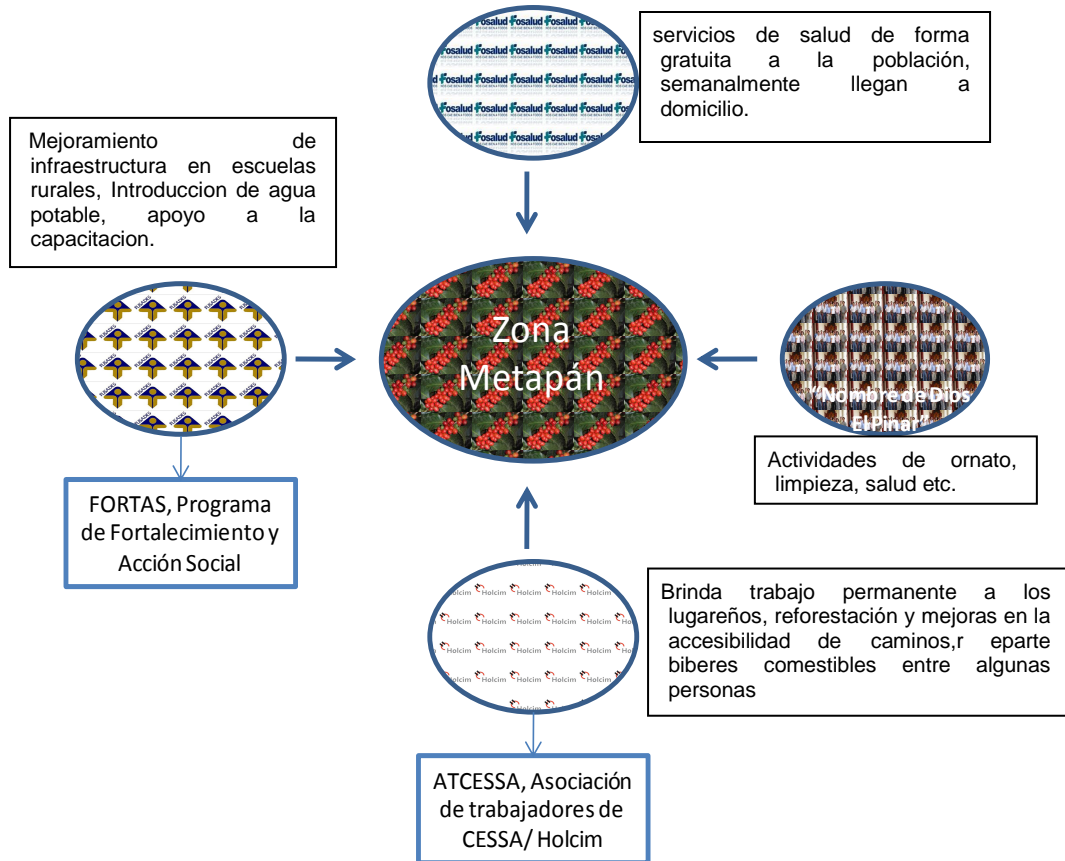 fosalud
servicios de salud de forma
gratuita a la población,
semanalmente llegan a
domicilio.
Mejoramiento de
infraestructura en escuelas
rurales, Introduccion de agua
potable, apoyo a la
capacitacion.
Zona
Metapán
FUNDADES
"Nombre de Dios
El Pinar"
Actividades de ornato,
limpieza, salud etc.
FORTAS, Programa
de Fortalecimiento y
Acción Social
Holcim
Brinda trabajo permanente a los
lugareños, reforestación y mejoras en la
accesibilidad de caminos,r eparte
biberes comestibles entre algunas
personas
ATCESSA, Asociación
de trabajadores de
CESSA/ Holcim